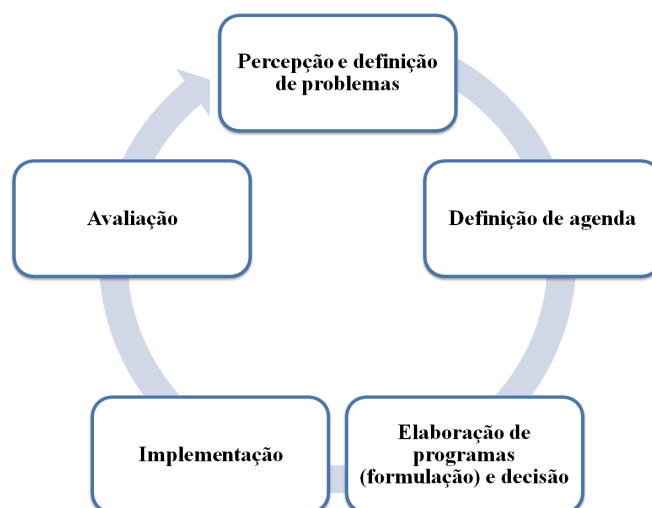 Percepção e definição
de problemas
Definição de agenda
Elaboração de
programas
(formulação) e decisão
Implementação
Avaliação